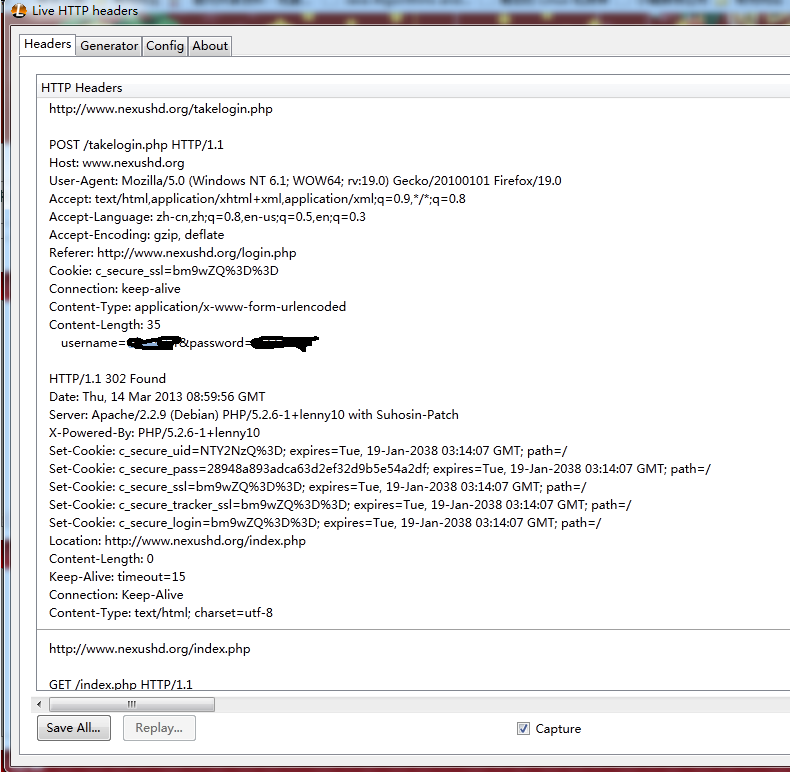 Live HTTP headers
Headers Generator Config About
HTTP Headers
http://www.nexushd.org/takelogin.php
POST /takelogin.php HTTP/1.1
Host: www.nexushd.org
User-Agent: Mozilla/5.0 (Windows NT 6.1; WOW64; rv:19.0) Gecko/20100101 Firefox/19.0
Accept: text/html,application/xhtml+xml,application/xml;q=0.9,*/*;q=0.8
Accept-Language: zh-cn,zh;q=0.8,en-us;q=0.5,en;q=0.3
Accept-Encoding: gzip, deflate
Referer: http://www.nexushd.org/login.php
Cookie: c_secure_ssl=bm9wZQ%3D%3D
Connection: keep-alive
Content-Type: application/x-www-form-urlencoded
Content-Length: 35
username= &password=
HTTP/1.1 302 Found
Date: Thu, 14 Mar 2013 08:59:56 GMT
Server: Apache/2.2.9 (Debian) PHP/5.2.6-1+lenny10 with Suhosin-Patch
X-Powered-By: PHP/5.2.6-1+lenny10
Set-Cookie: c_secure_uid=NTY2NzQ%3D; expires=Tue, 19-Jan-2038 03:14:07 GMT; path=/
Set-Cookie: c_secure_pass=28948a893adca63d2ef32d9b5e54a2df; expires=Tue, 19-Jan-2038 03:14:07 GMT; path=/
Set-Cookie: c_secure_ssl=bm9wZQ%3D%3D; expires=Tue, 19-Jan-2038 03:14:07 GMT; path=/
Set-Cookie: c_secure_tracker_ssl=bm9wZQ%3D%3D; expires=Tue, 19-Jan-2038 03:14:07 GMT; path=/
Set-Cookie: c_secure_login=bm9wZQ%3D%3D; expires=Tue, 19-Jan-2038 03:14:07 GMT; path=/
Location: http://www.nexushd.org/index.php
Content-Length: 0
Keep-Alive: timeout=15
Connection: Keep-Alive
Content-Type: text/html; charset=utf-8
http://www.nexushd.org/index.php
GET /index.php HTTP/1.1
Save All... Replay... Capture